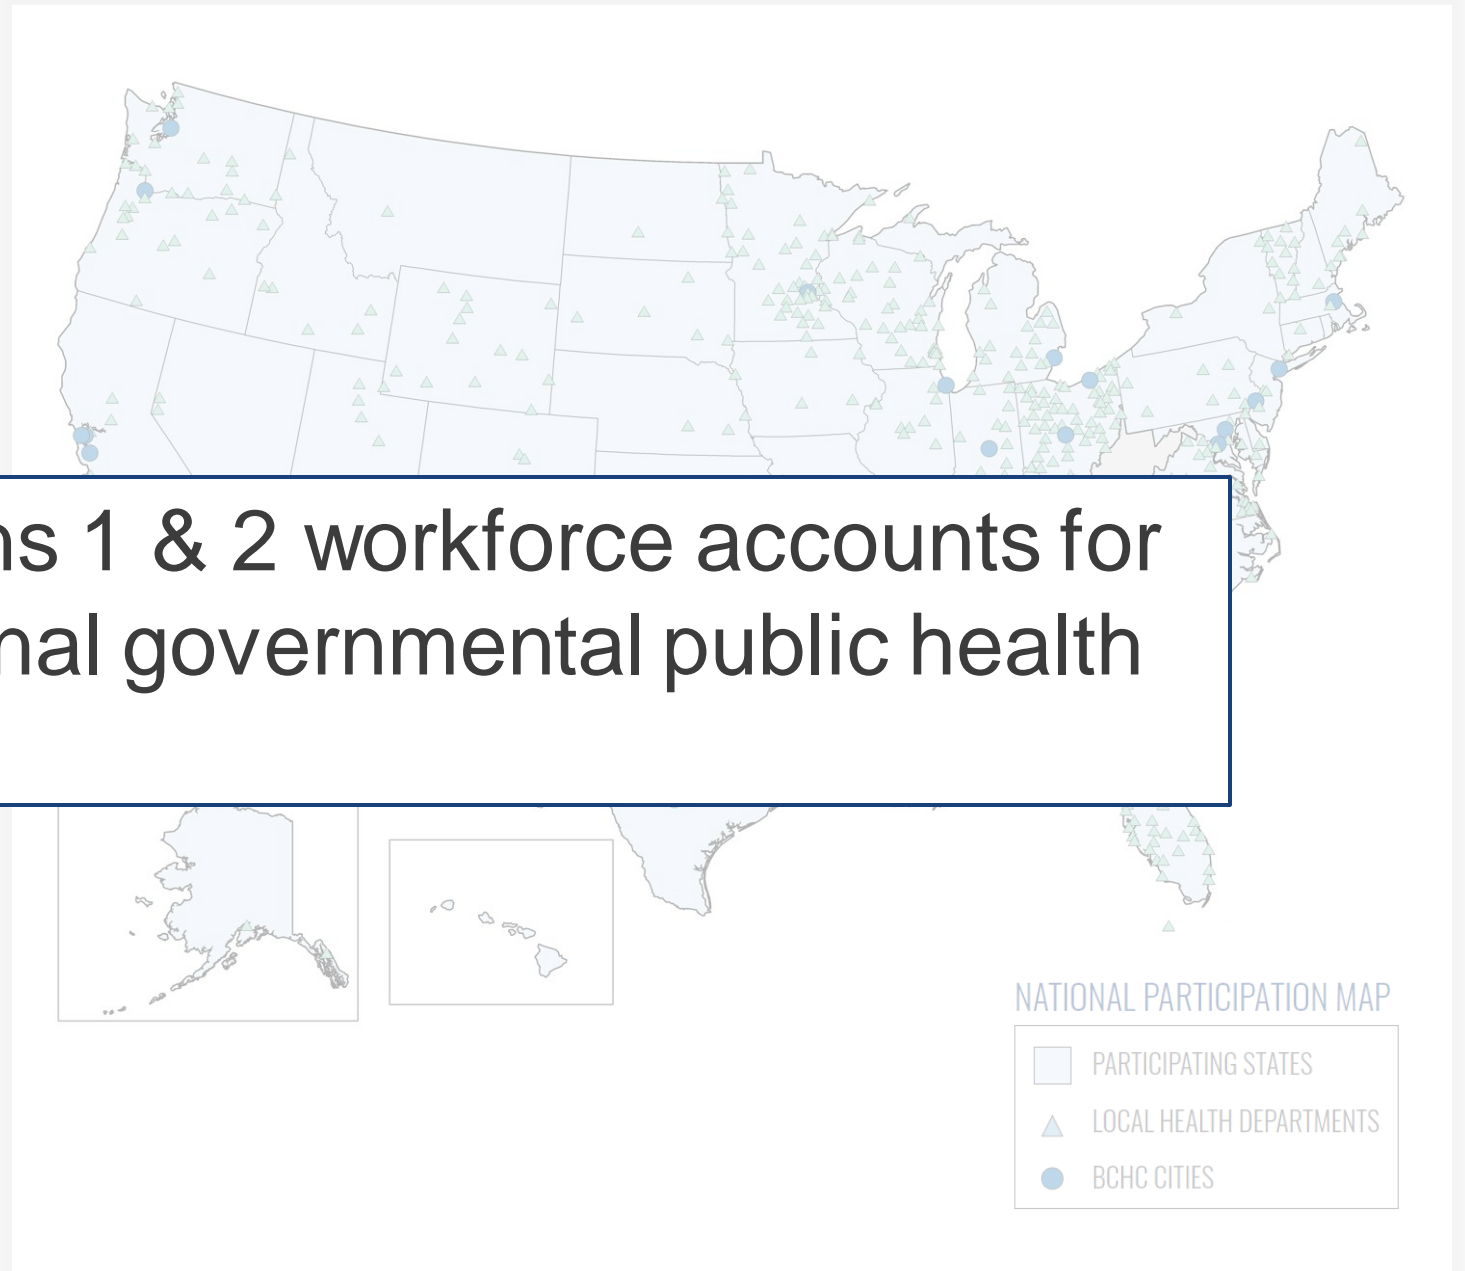 ns 1 & 2 workforce accounts for
nal governmental public health
NATIONAL PARTICIPATION MAP
PARTICIPATING STATES
LOCAL HEALTH DEPARTMENTS
BCHC CITIES